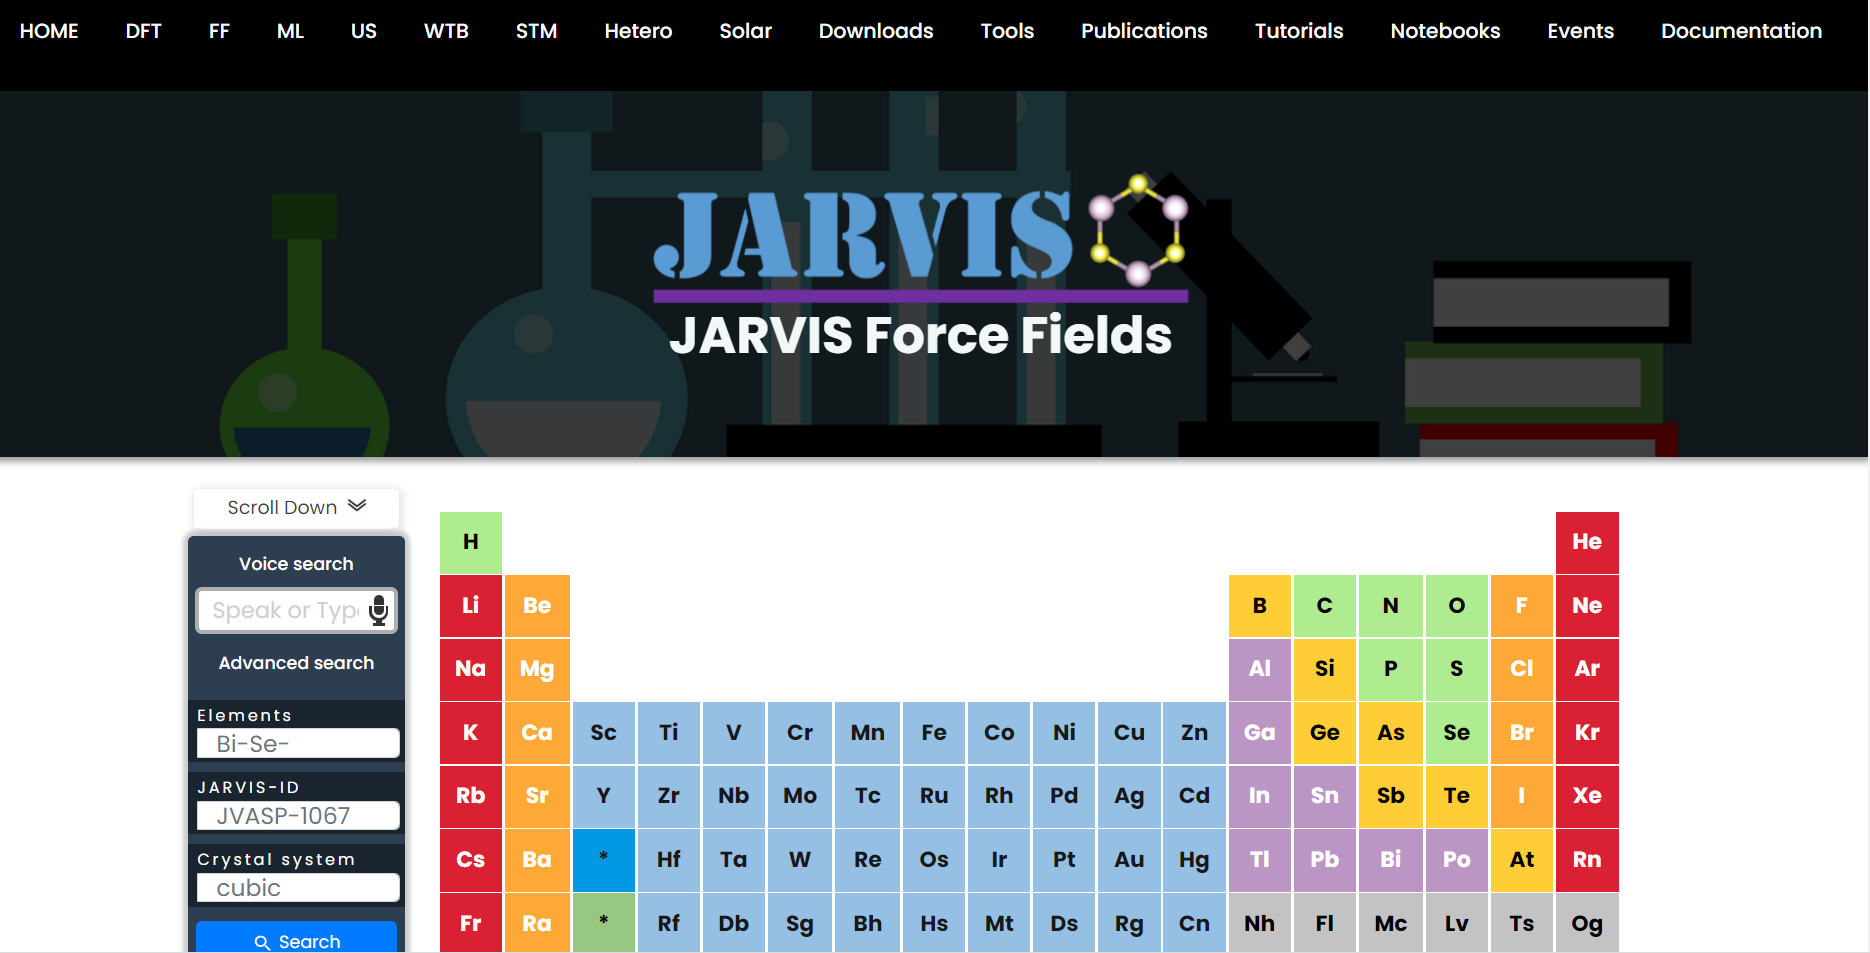 HOME DFT FF ML US WTB STM Hetero Solar Downloads Tools Publications Tutorials Notebooks Events Documentation
JARVIS
JARVIS Force Fields
Scroll Down
Voice search
Speak or Typ
Advanced search
Elements
Bi-Se-
JARVIS-ID
JVASP-1067
Crystal system
cubic
Search
H He
Li Be B C N O F Ne
Na Mg Al Si P S Cl Ar
K Ca Sc Ti V Cr Mn Fe Co Ni Cu Zn Ga Ge As Se Br Kr
Rb Sr Y Zr Nb Mo Tc Ru Rh Pd Ag Cd In Sn Sb Te I Xe
Cs Ba * Hf Ta W Re Os Ir Pt Au Hg Tl Pb Bi Po At Rn
Fr Ra * Rf Db Sg Bh Hs Mt Ds Rg Cn Nh Fl Mc Lv Ts Og